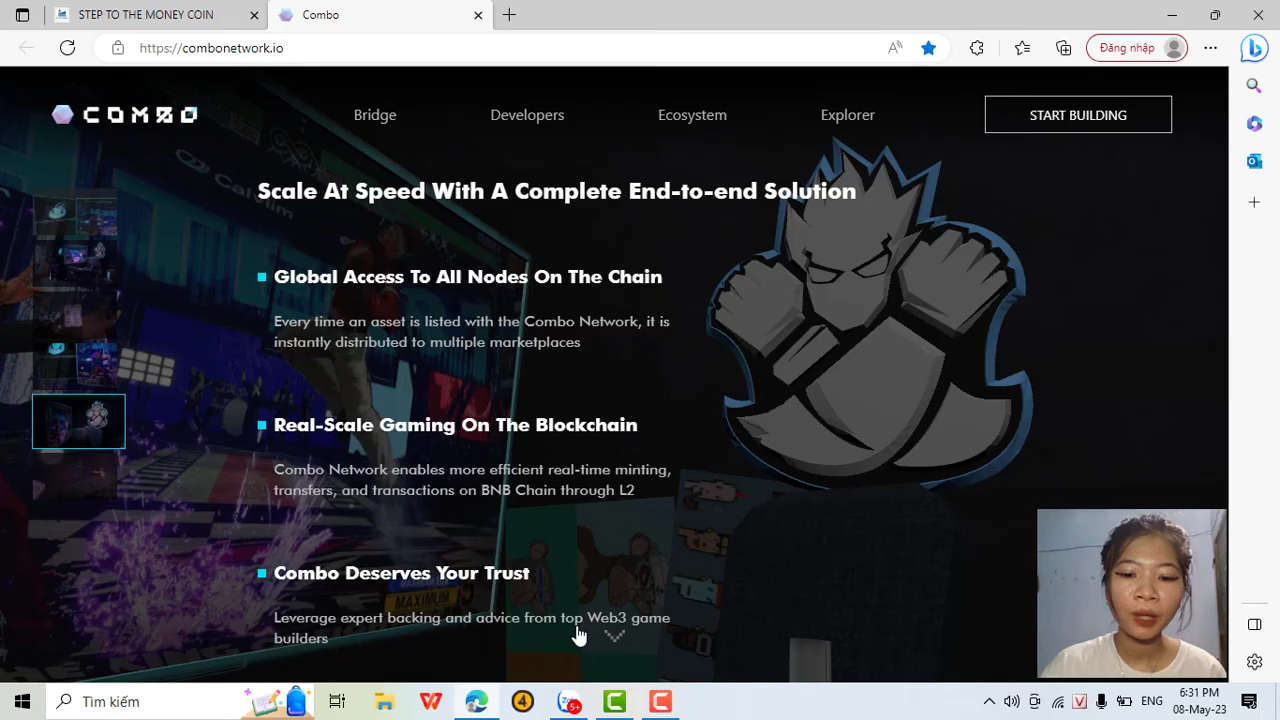 STEP TO THE MONEY COIN
Combo
https://combonetwork.io
Đăng nhập
COMBO
Bridge
Developers
Ecosystem
Explorer
START BUILDING
Scale At Speed With A Complete End-to-end Solution
Global Access To All Nodes On The Chain
Every time an asset is listed with the Combo Network, it is
instantly distributed to multiple marketplaces
Real-Scale Gaming On The Blockchain
Combo Network enables more efficient real-time minting,
transfers, and transactions on BNB Chain through L2
Combo Deserves Your Trust
Leverage expert backing and advice from top Web3 game
builders
MAXIMUM
Tìm kiếm
5+
ENG
6:31 PM
08-May-23